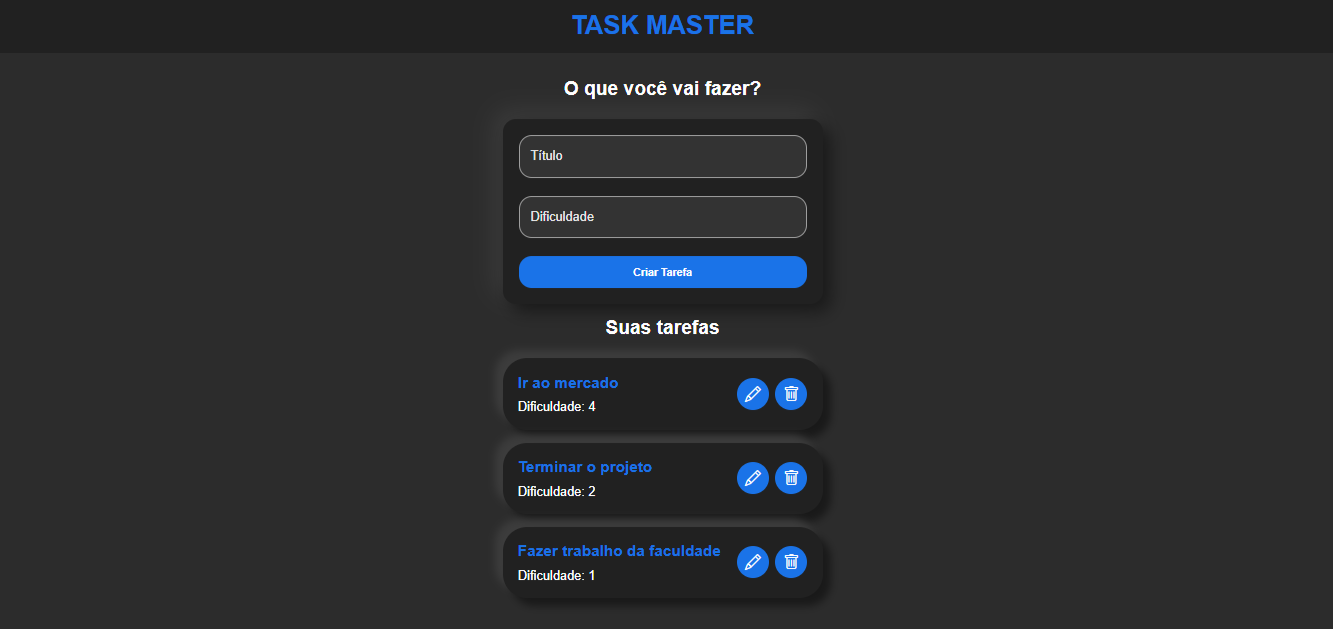 TASK MASTER
O que você vai fazer?
Título
Dificuldade
Criar Tarefa
Suas tarefas
Ir ao mercado
Dificuldade: 4
Terminar o projeto
Dificuldade: 2
Fazer trabalho da faculdade
Dificuldade: 1